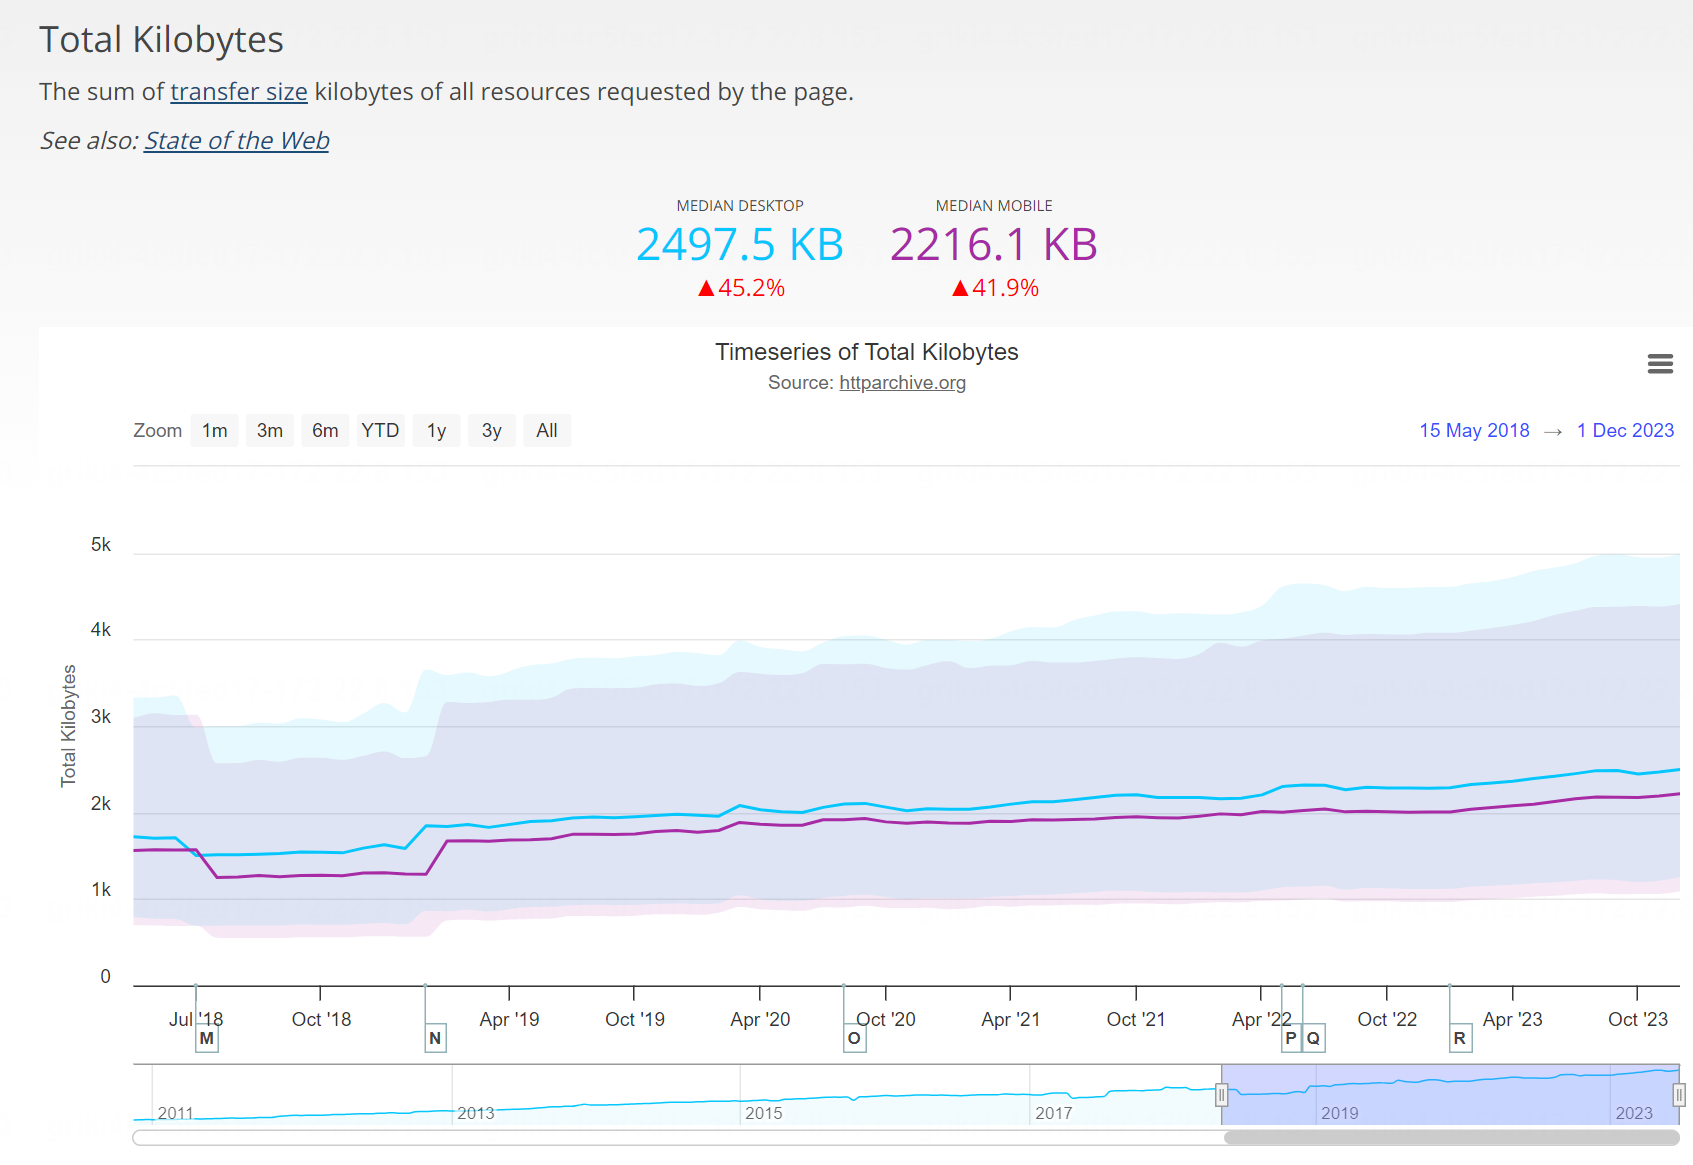 Total Kilobytes
The sum of transfer size kilobytes of all resources requested by the page.
See also: State of the Web
MEDIAN DESKTOP
2497.5 KB
▲45.2%
MEDIAN MOBILE
2216.1 KB
▲41.9%
Timeseries of Total Kilobytes
Source: httparchive.org
Zoom 1m 3m 6m YTD 1y 3y All
15 May 2018 → 1 Dec 2023
Total Kilobytes
5k
4k
3k
2k
1k
0
Jul '18 Oct '18 Apr '19 Oct '19 Apr '20 Oct '20 Apr '21 Oct '21 Apr '22 Oct '22 Apr '23 Oct '23
M N O P Q R
2011 2013 2015 2017 2019 2023